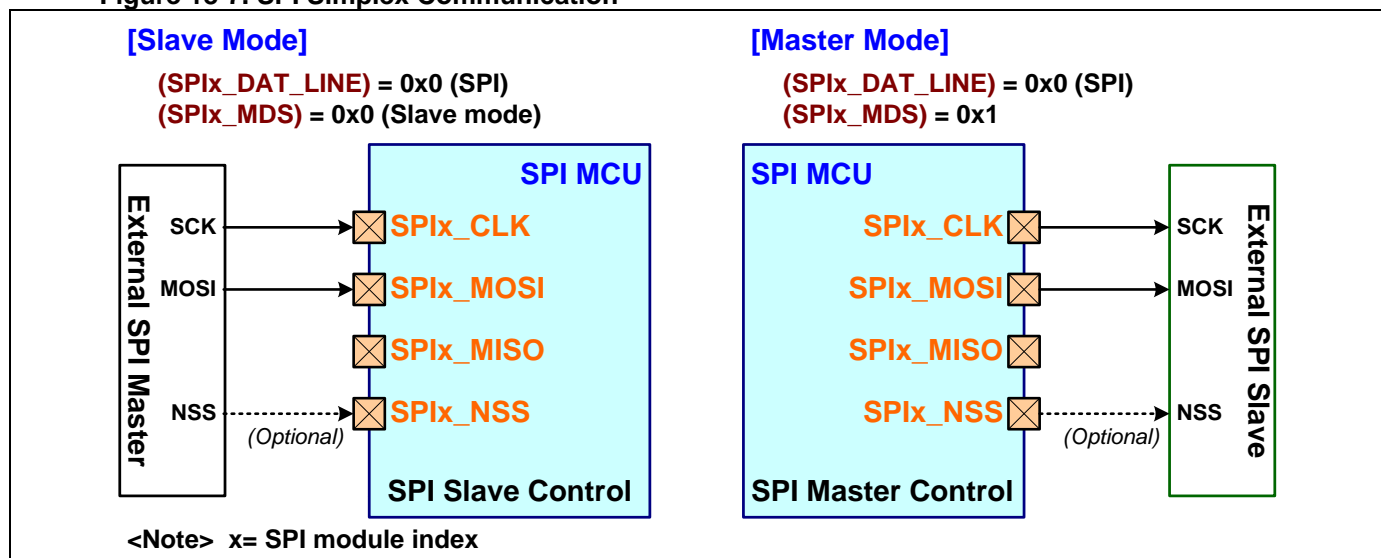 [Slave Mode]
(SPIx_DAT_LINE) = 0x0 (SPI)
(SPIx_MDS) = 0x0 (Slave mode)
External SPI Master
SCK
MOSI
NSS
(Optional)
SPI MCU
SPIx_CLK
SPIx_MOSI
SPIx_MISO
SPIx_NSS
SPI Slave Control
[Master Mode]
(SPIx_DAT_LINE) = 0x0 (SPI)
(SPIx_MDS) = 0x1
SPI MCU
SPIx_CLK
SPIx_MOSI
SPIx_MISO
SPIx_NSS
SPI Master Control
(Optional)
SCK
MOSI
NSS
External SPI Slave
<Note> x= SPI module index